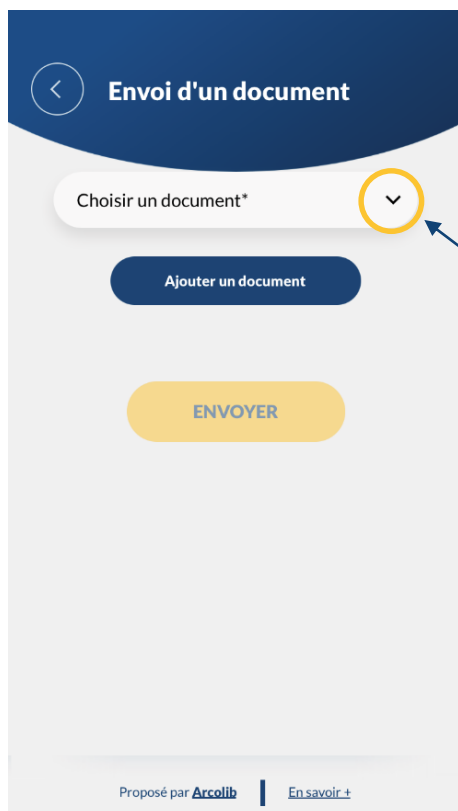 Envoi d'un document
Choisir un document*
Ajouter un document
ENVOYER
Proposé par Arcolib
En savoir +